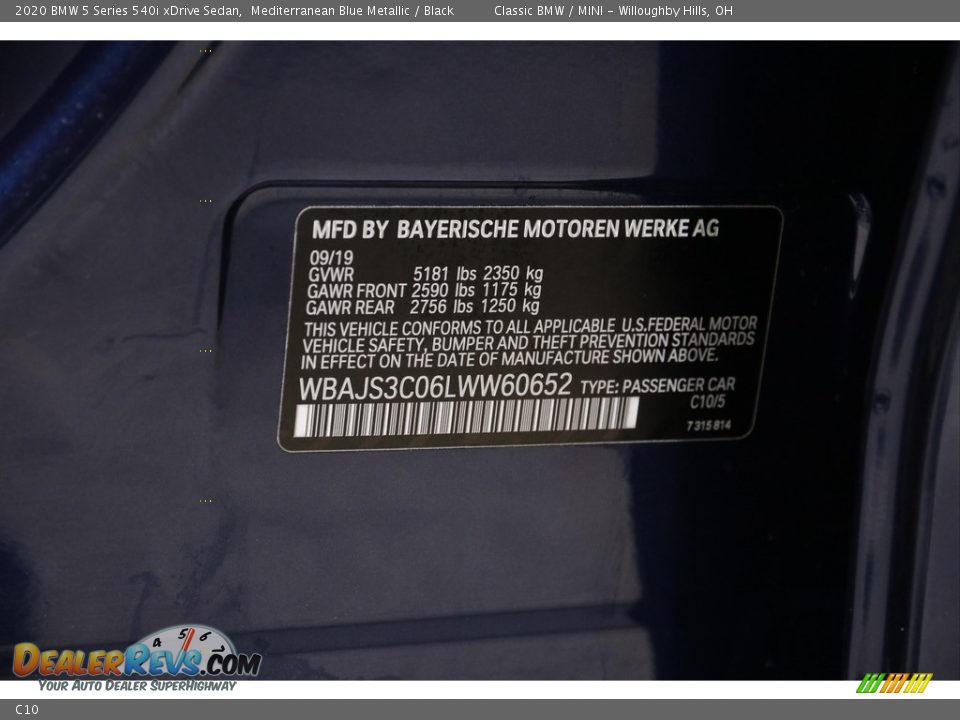 2020 BMW 5 Series 540i xDrive Sedan, Mediterranean Blue Metallic / Black Classic BMW / MINI - Willoughby Hills, OH
MFD BY BAYERISCHE MOTOREN WERKE AG
09/19
GVWR 5181 lbs 2350 kg
GAWR FRONT 2590 lbs 1175 kg
GAWR REAR 2756 lbs 1250 kg
THIS VEHICLE CONFORMS TO ALL APPLICABLE U.S.FEDERAL MOTOR
VEHICLE SAFETY, BUMPER AND THEFT PREVENTION STANDARDS
IN EFFECT ON THE DATE OF MANUFACTURE SHOWN ABOVE.
WBAJS3C06LWW60652 TYPE: PASSENGER CAR
C10/5
7315814
4 5 6 7
DEALERREVS.COM
YOUR AUTO DEALER SUPERHIGHWAY
C10